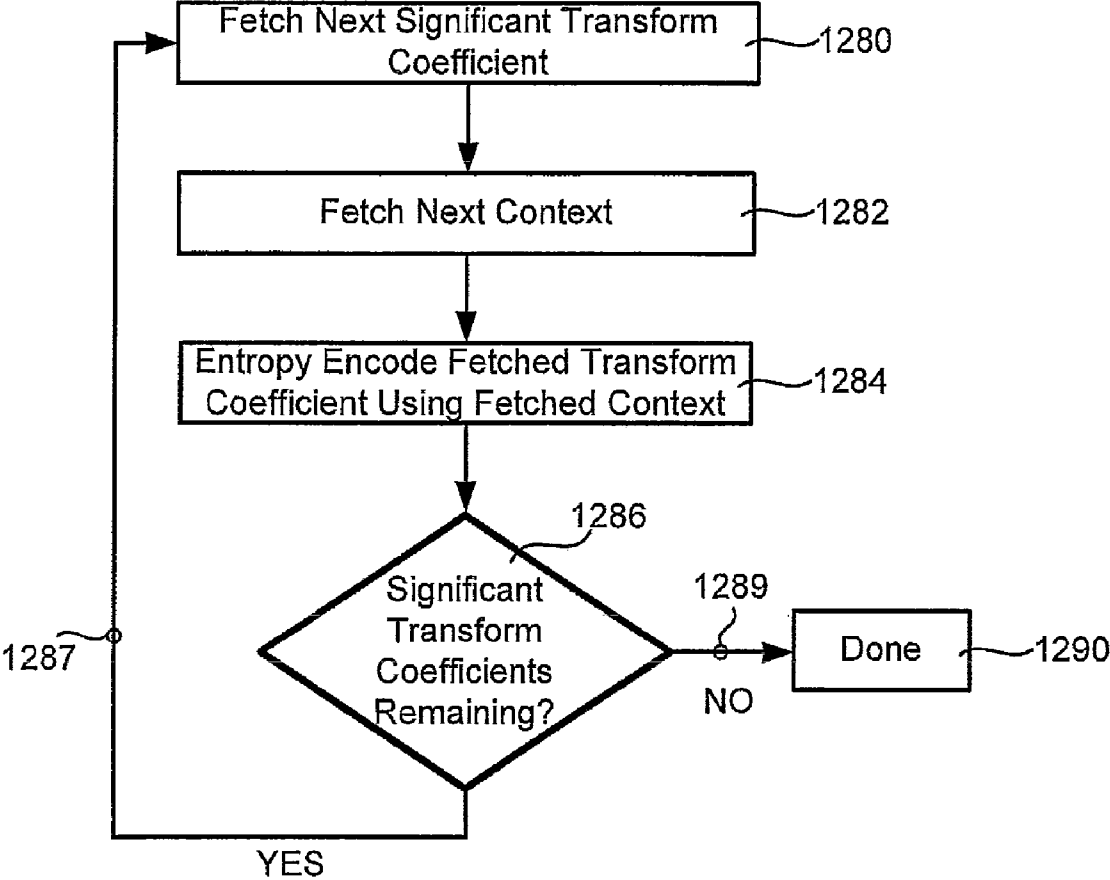 Fetch Next Significant Transform
Coefficient
1280
Fetch Next Context
1282
Entropy Encode Fetched Transform
Coefficient Using Fetched Context
1284
1286
Significant
Transform
Coefficients
Remaining?
1289
NO
Done
1290
1287
YES